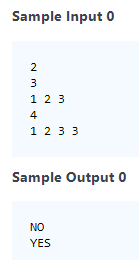 Sample Input 0
2
3
1 2 3
4
1 2 3 3
Sample Output 0
NO
YES